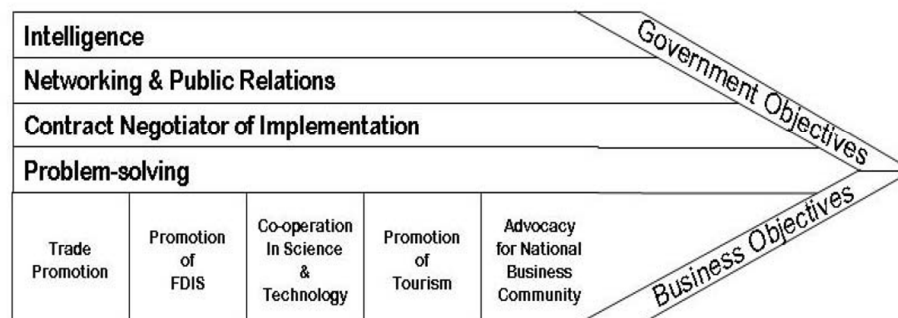 Intelligence
Networking & Public Relations
Contract Negotiator of Implementation
Problem-solving
Trade
Promotion
Promotion
of
FDIS
Co-operation
In Science
&
Technology
Promotion
of
Tourism
Advocacy
for National
Business
Community
Government Objectives
Business Objectives